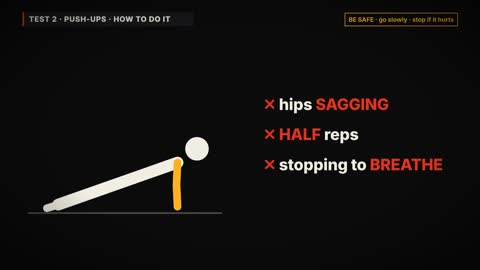 TEST 2 · PUSH-UPS · HOW TO DO IT
BE SAFE · go slowly · stop if it hurts
✕ hips SAGGING
✕ HALF reps
✕ stopping to BREATHE